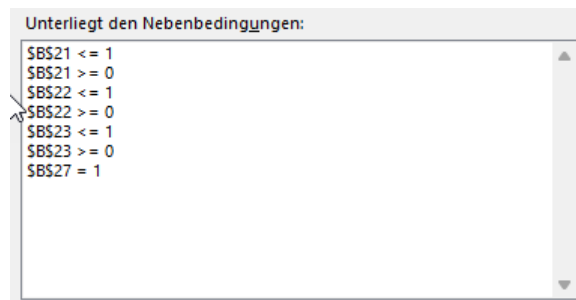 Unterliegt den Nebenbedingungen:
$B$21 <= 1
$B$21 >= 0
$B$22 <= 1
$B$22 >= 0
$B$23 <= 1
$B$23 >= 0
$B$27 = 1